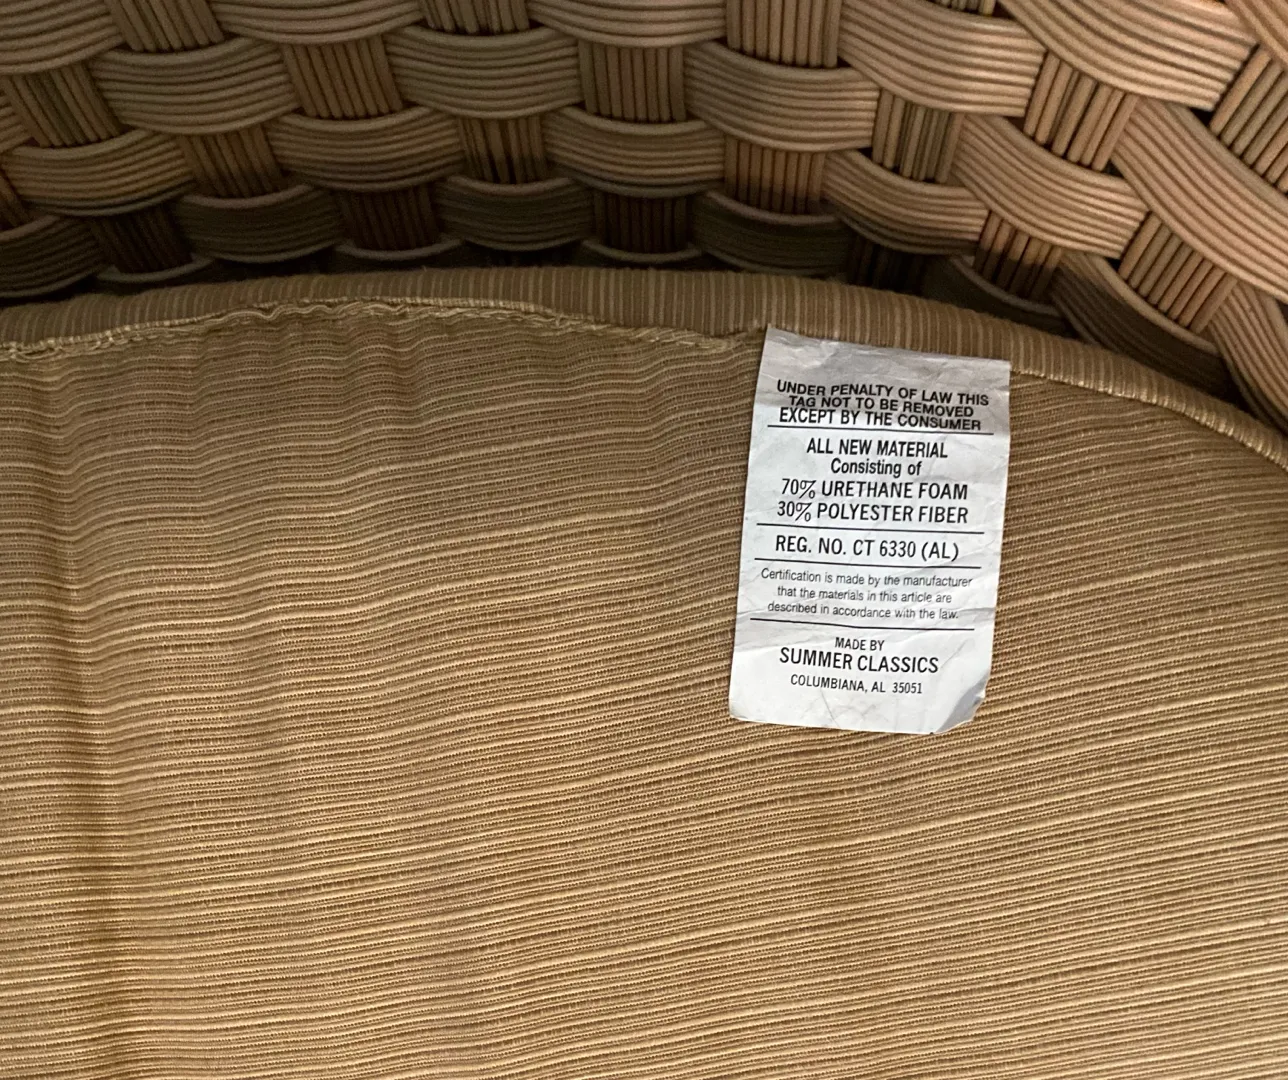 UNDER PENALTY OF LAW THIS
TAG NOT TO BE REMOVED
EXCEPT BY THE CONSUMER
ALL NEW MATERIAL
Consisting of
70% URETHANE FOAM
30% POLYESTER FIBER
REG. NO. CT 6330 (AL)
Certification is made by the manufacturer
that the materials in this article are
described in accordance with the law.
MADE BY
SUMMER CLASSICS
COLUMBIANA, AL 35051